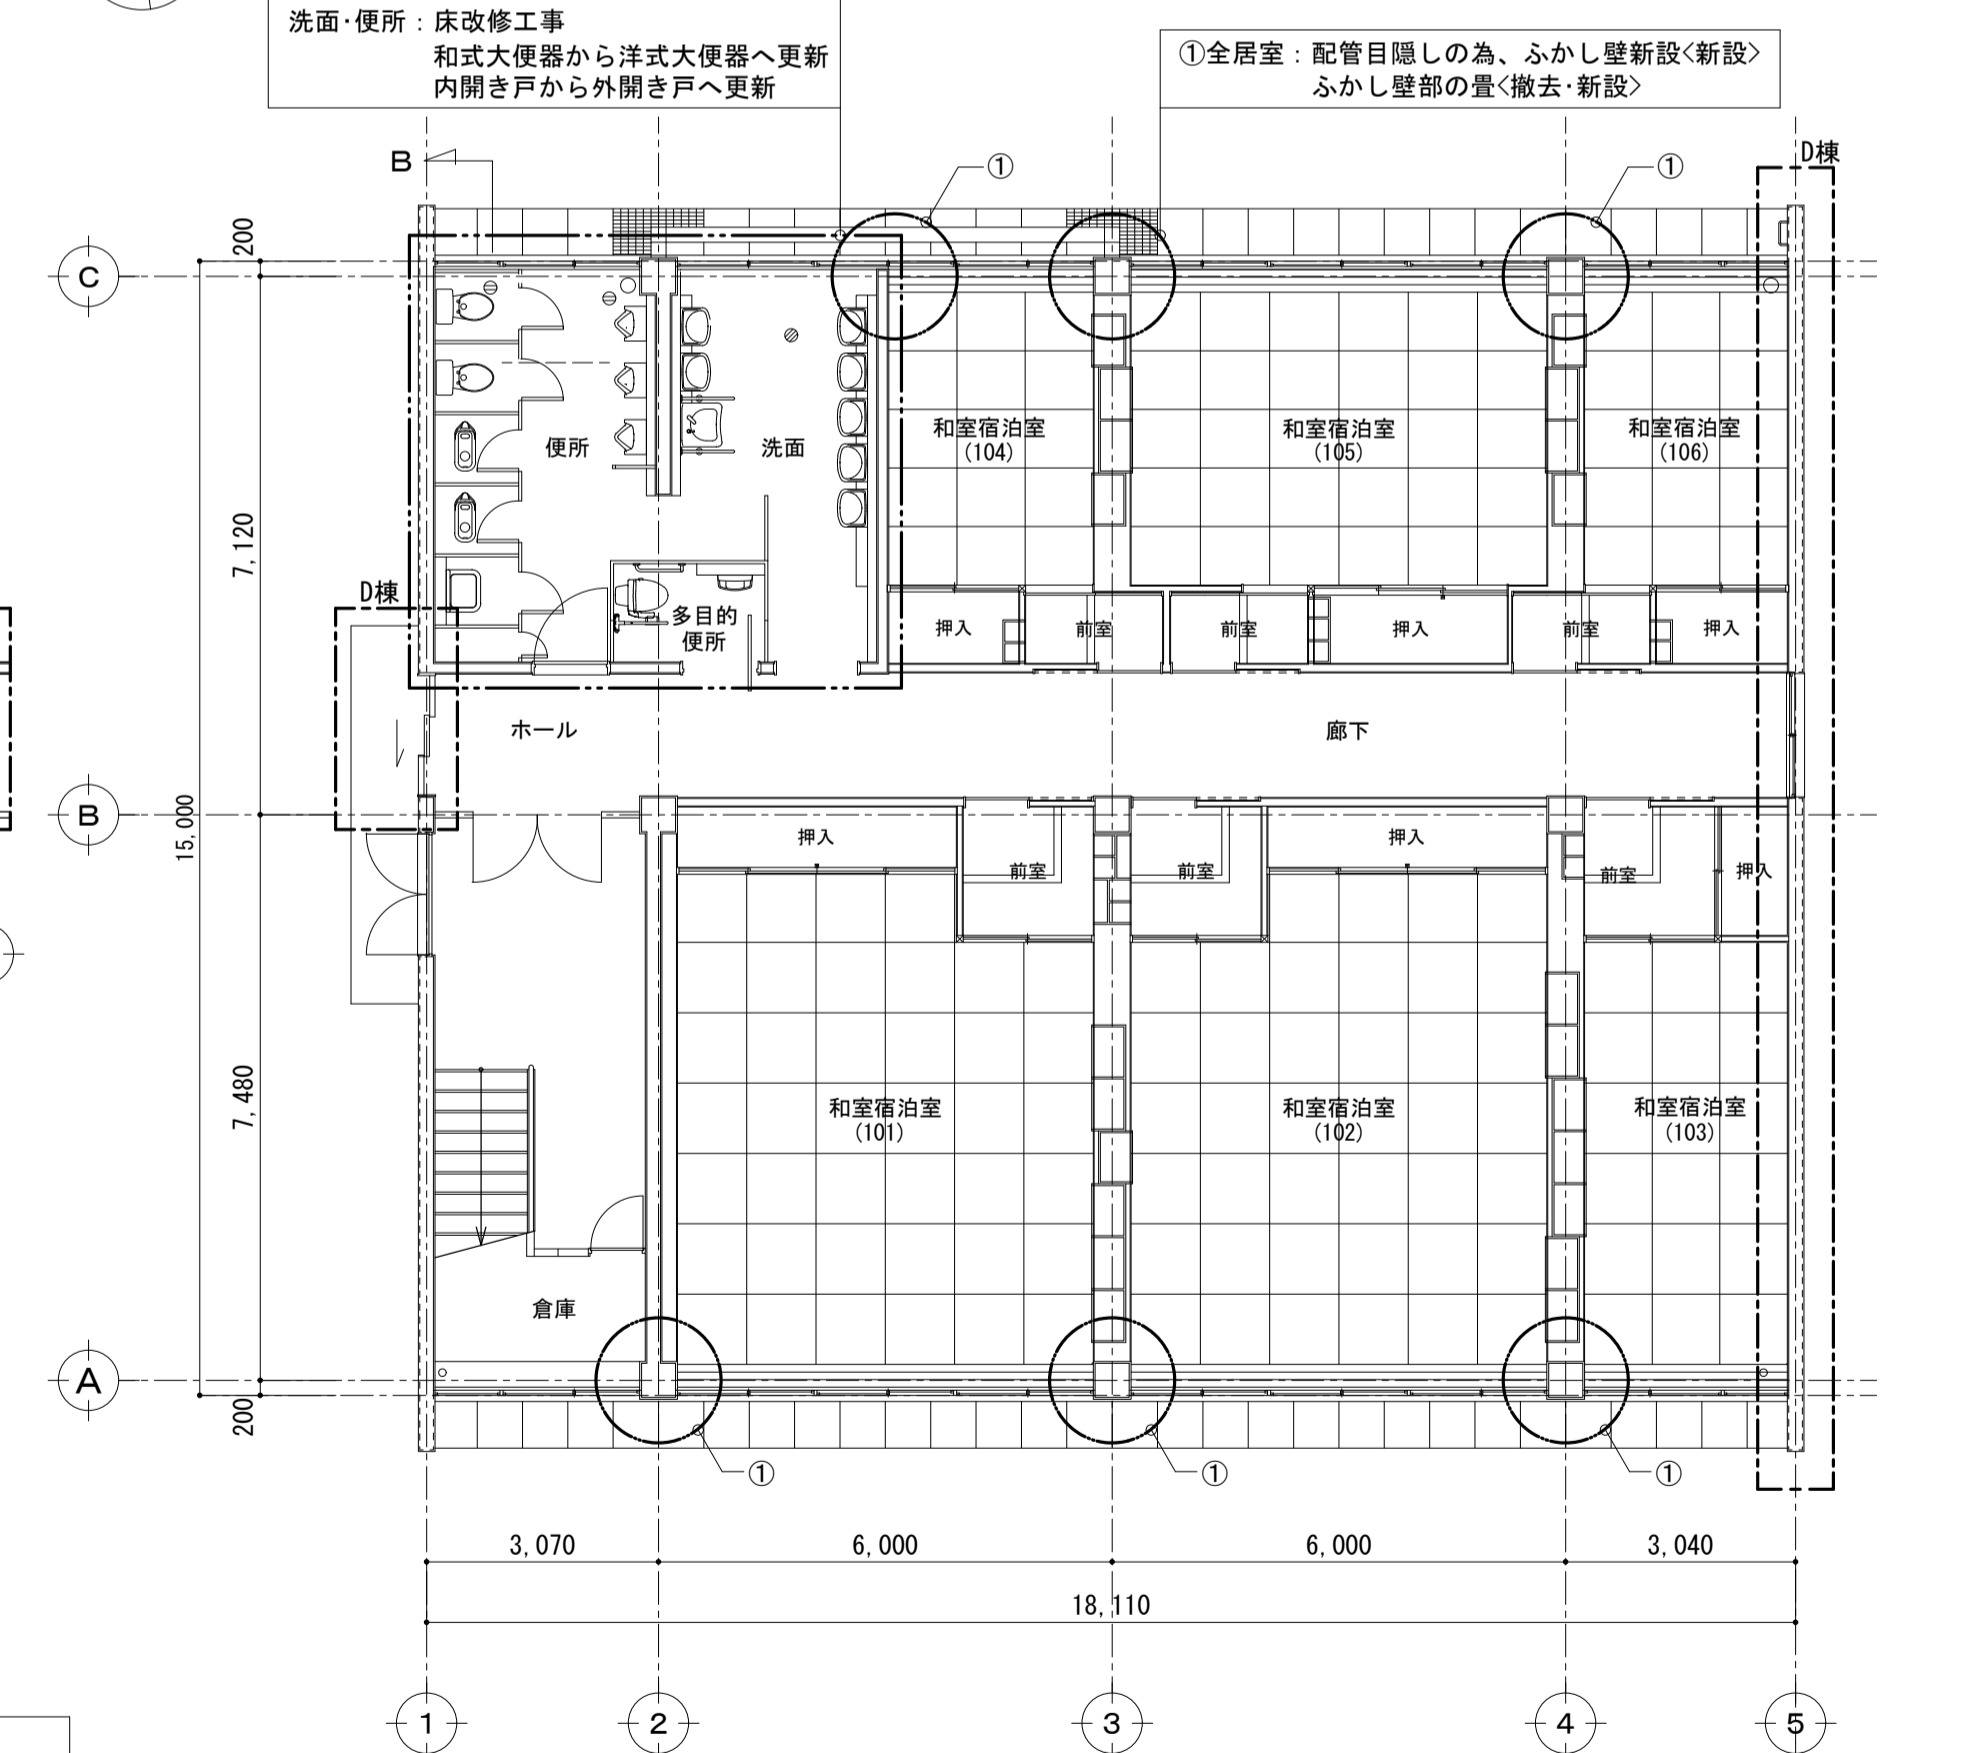 洗面･便所：床改修工事
和式大便器から洋式大便器へ更新
内開き戸から外開き戸へ更新
①全居室：配管目隠しの為、ふかし壁新設<新設>
ふかし壁部の畳<撤去･新設>
B
①
①
D棟
200
C
和室宿泊室
(104)
和室宿泊室
(105)
和室宿泊室
(106)
便所
洗面
7,120
D棟
多目的
便所
押入
前室
前室
押入
前室
押入
ホール
廊下
B
15,000
押入
前室
前室
押入
前室
押入
7,480
和室宿泊室
(101)
和室宿泊室
(102)
和室宿泊室
(103)
倉庫
A
200
①
①
①
3,070
6,000
6,000
3,040
18,110
1
2
3
4
5